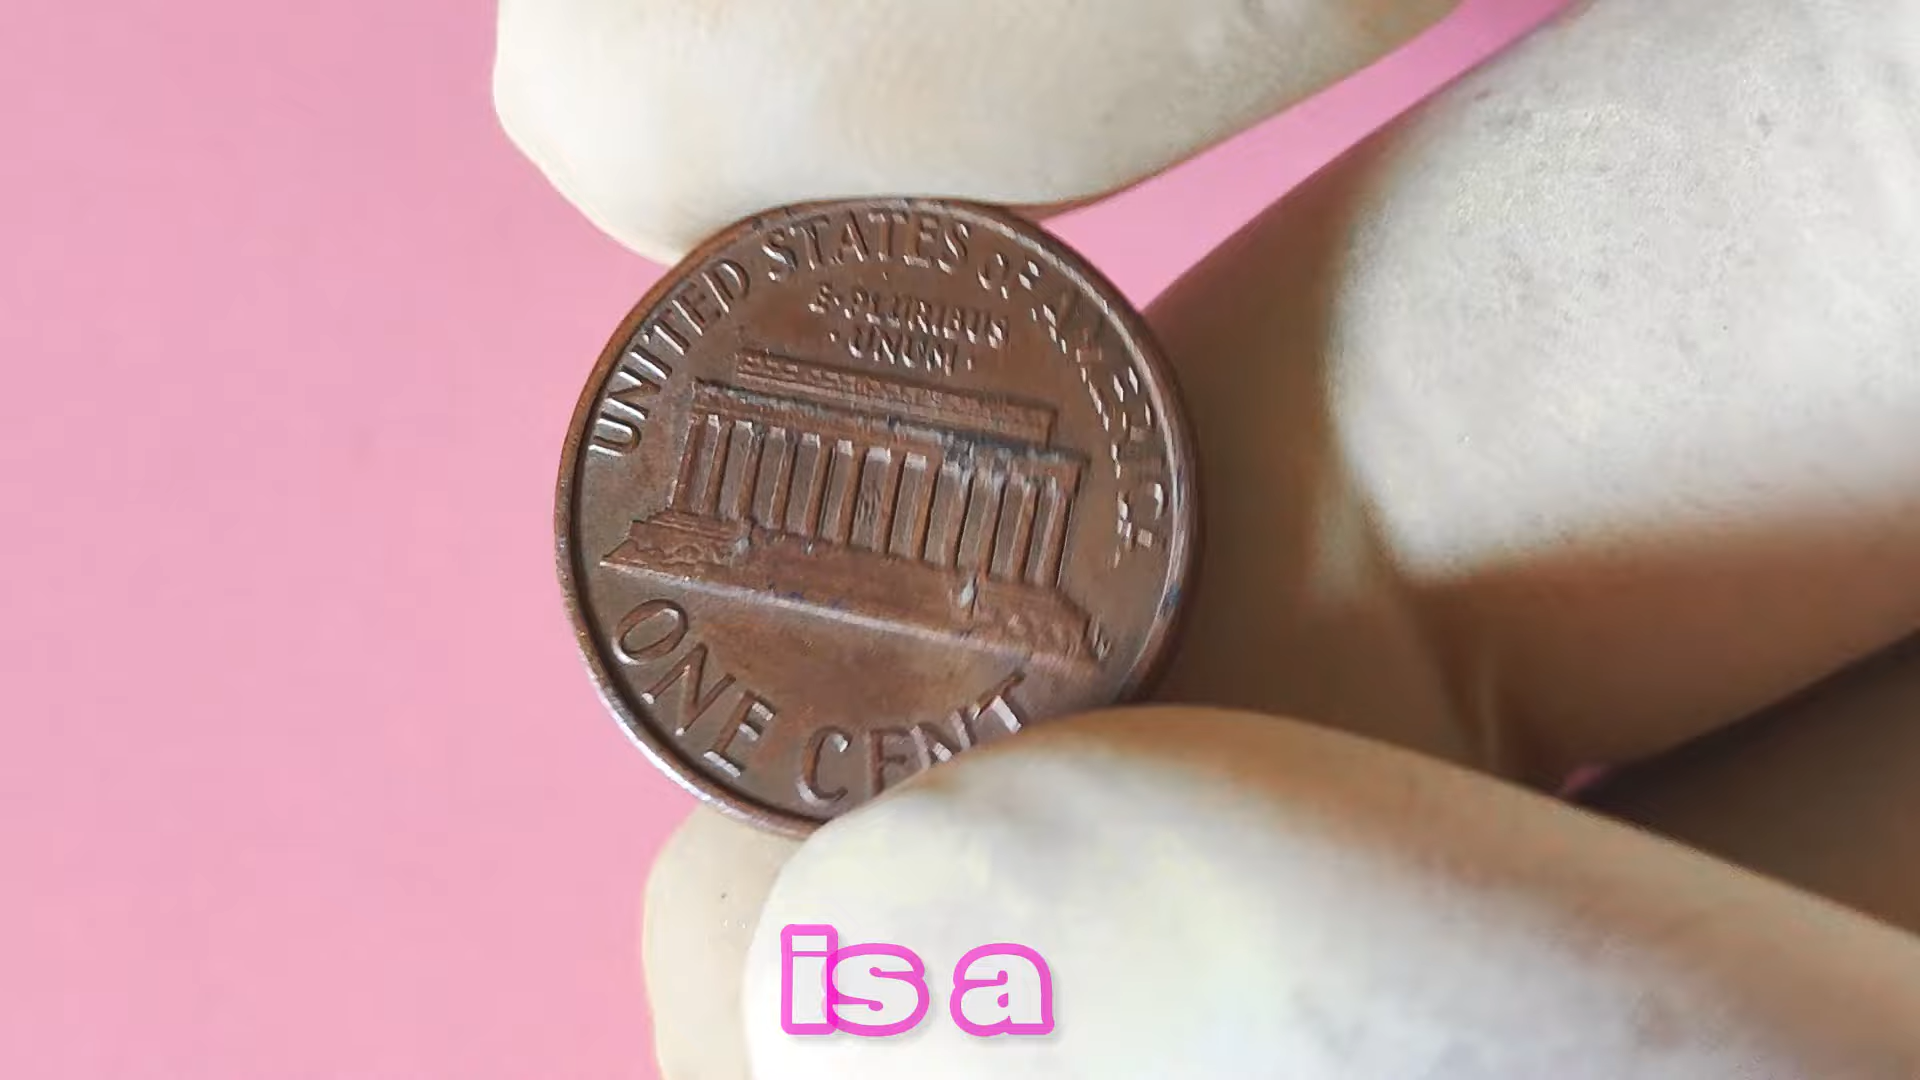 UNITED STATES OF AMERICA
E·PLURIBUS
·UNUM·
ONE CENT
is a